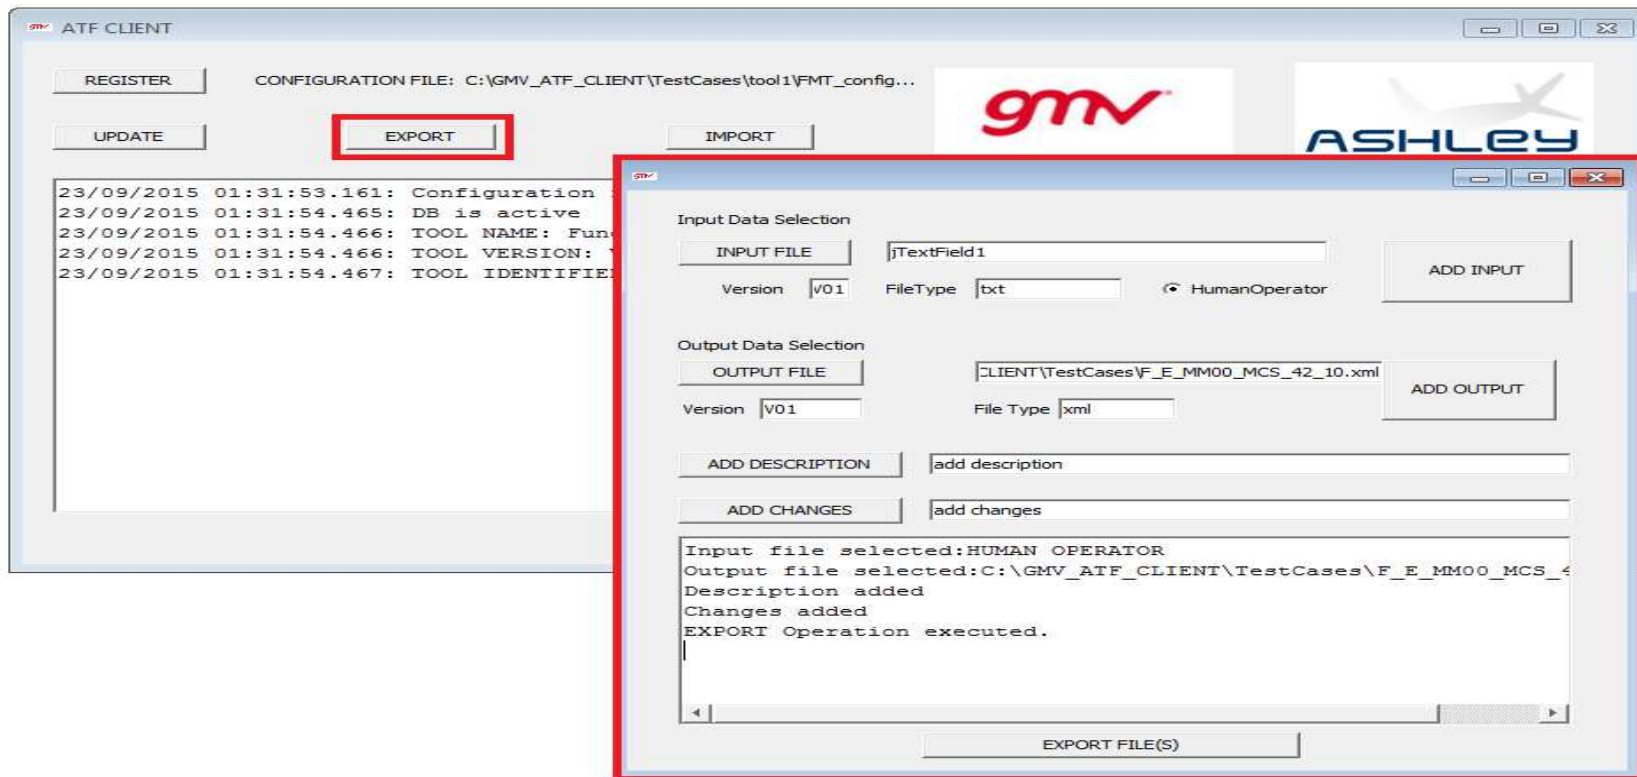 gmv ATF CLIENT
REGISTER CONFIGURATION FILE: C:\GMV_ATF_CLIENT\TestCases\tool1\FMT_config...
gmv
ASHLEY
UPDATE EXPORT IMPORT
23/09/2015 01:31:53.161: Configuration
23/09/2015 01:31:54.465: DB is active
23/09/2015 01:31:54.466: TOOL NAME:
23/09/2015 01:31:54.466: TOOL VERSION:
23/09/2015 01:31:54.467: TOOL
gmv
Input Data Selection
INPUT FILE jTextField1
ADD INPUT
Version V01 FileType txt HumanOperator
Output Data Selection
OUTPUT FILE CLIENT\TestCases\F_E_MM00_MCS_42_10.xml
ADD OUTPUT
Version V01 File Type xml
ADD DESCRIPTION add description
ADD CHANGES add changes
Input file selected:HUMAN OPERATOR
Output file selected:C:\GMV_ATF_CLIENT\TestCases\F_E_MM00_MCS_4
Description added
Changes added
EXPORT Operation executed.
EXPORT FILE(S)